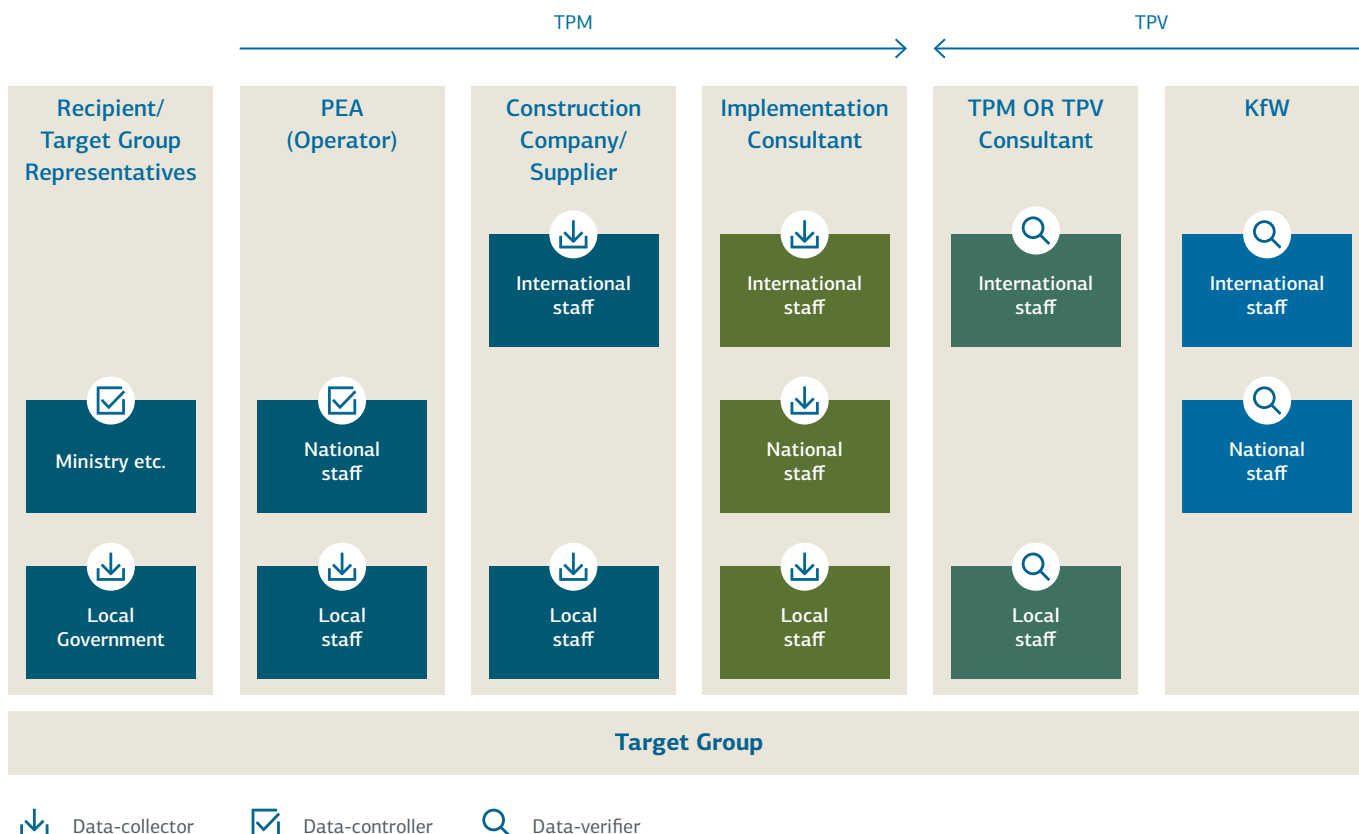 TPM
TPV
Recipient/
Target Group
Representatives
PEA
(Operator)
Construction
Company/
Supplier
Implementation
Consultant
TPM OR TPV
Consultant
KfW
International
staff
International
staff
International
staff
International
staff
Ministry etc.
National
staff
National
staff
National
staff
Local
Government
Local
staff
Local
staff
Local
staff
Local
staff
Target Group
Data-collector
Data-controller
Data-verifier